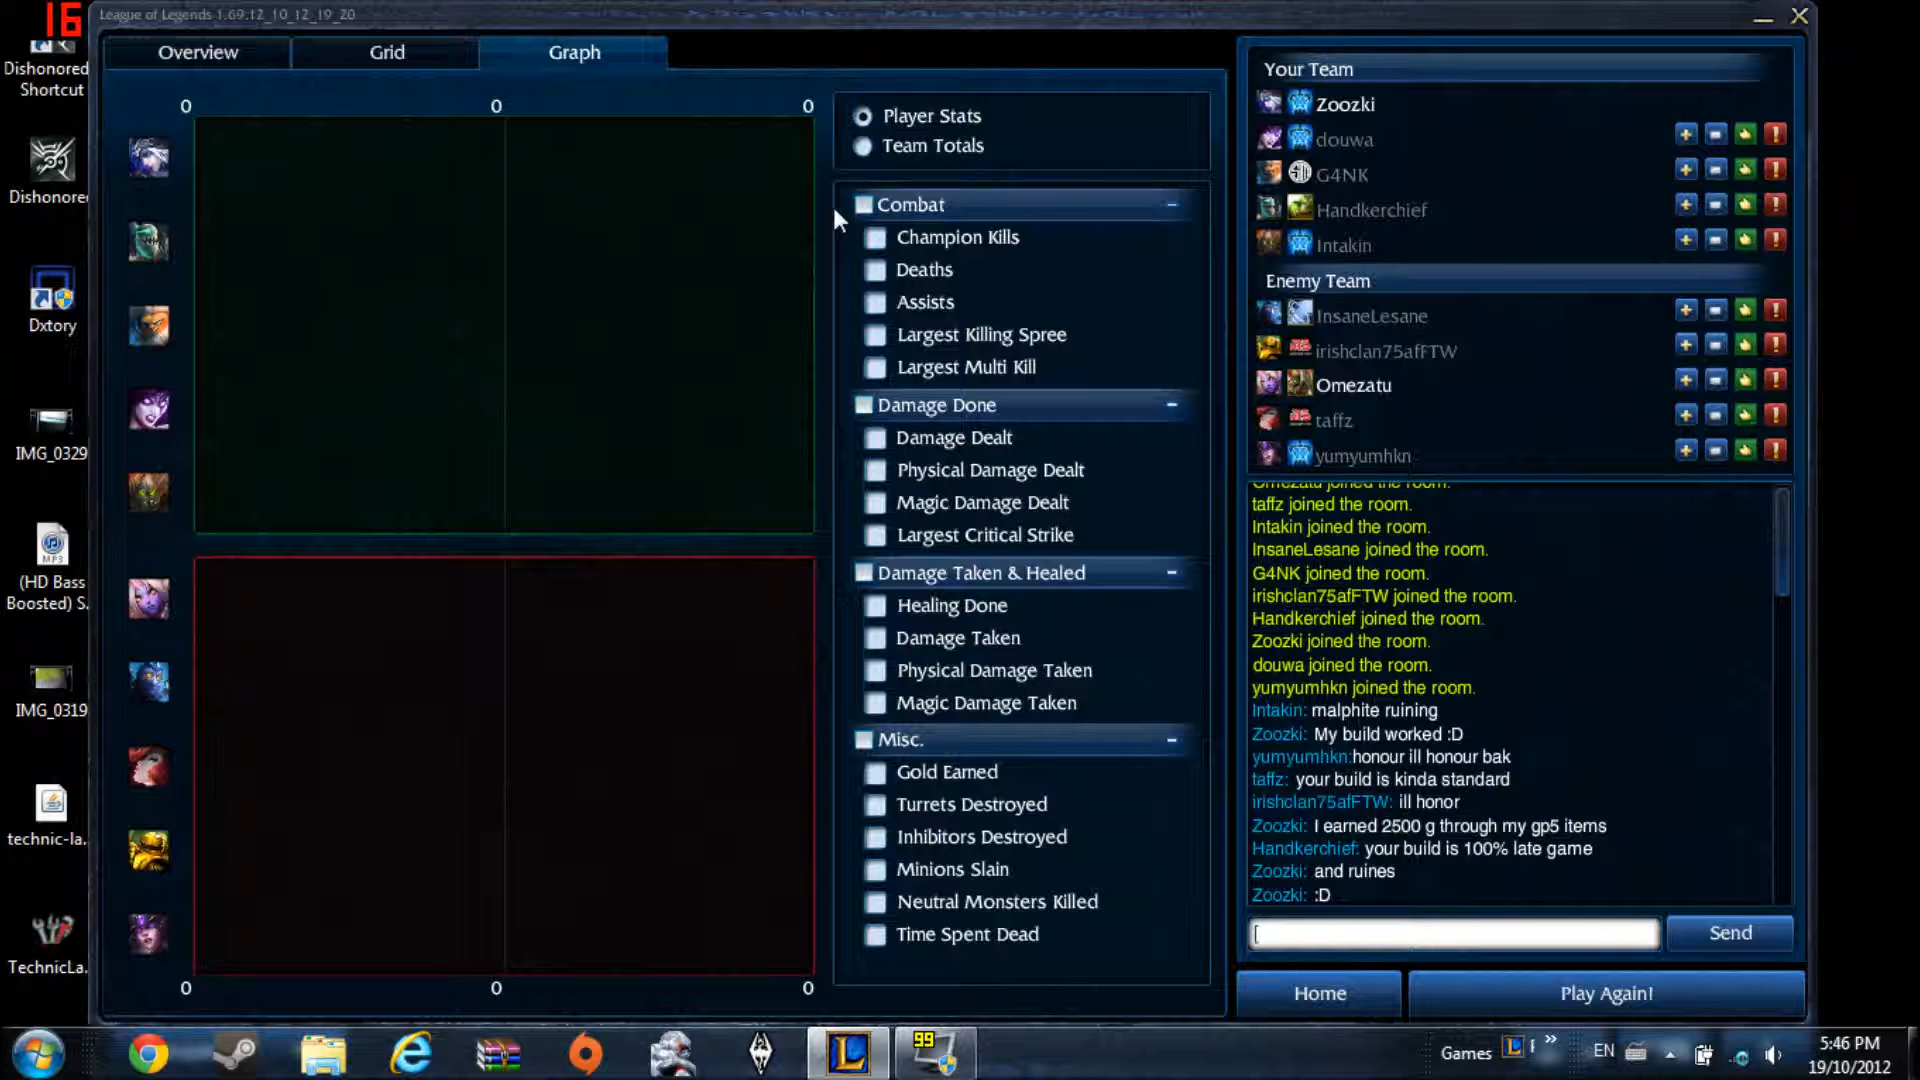 16
League of Legends 1.69.12_10_12_19_20
Overview
Grid
Graph
Dishonored
Shortcut
Dishonored
Dxtory
IMG_0329
(HD Bass
Boosted) S...
IMG_0319
technic-la...
TechnicLa...
0
0
0
0
0
0
Player Stats
Team Totals
Combat
Champion Kills
Deaths
Assists
Largest Killing Spree
Largest Multi Kill
Damage Done
Damage Dealt
Physical Damage Dealt
Magic Damage Dealt
Largest Critical Strike
Damage Taken & Healed
Healing Done
Damage Taken
Physical Damage Taken
Magic Damage Taken
Misc.
Gold Earned
Turrets Destroyed
Inhibitors Destroyed
Minions Slain
Neutral Monsters Killed
Time Spent Dead
Your Team
Zoozki
douwa
G4NK
Handkerchief
Intakin
Enemy Team
InsaneLesane
irishclan75afFTW
Omezatu
taffz
yumyumhkn
Omezatu joined the room.
taffz joined the room.
Intakin joined the room.
InsaneLesane joined the room.
G4NK joined the room.
irishclan75afFTW joined the room.
Handkerchief joined the room.
Zoozki joined the room.
douwa joined the room.
yumyumhkn joined the room.
Intakin: malphite ruining
Zoozki: My build worked :D
yumyumhkn:honour ill honour bak
taffz: your build is kinda standard
irishclan75afFTW: ill honor
Zoozki: I earned 2500 g through my gp5 items
Handkerchief: your build is 100% late game
Zoozki: and ruines
Zoozki: :D
[
Send
Home
Play Again!
99
Games
EN
5:46 PM
19/10/2012